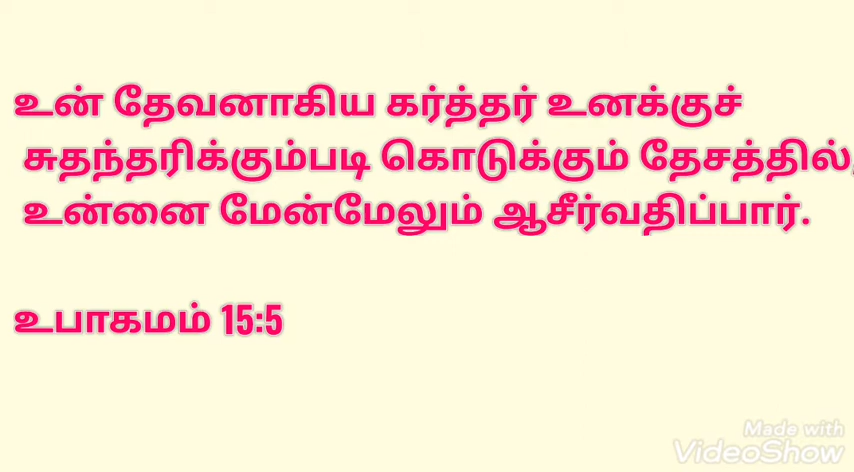 உன் தேவனாகிய கர்த்தர் உனக்குச்
சுதந்தரிக்கும்படி கொடுக்கும் தேசத்தில்,
உன்னை மேன்மேலும் ஆசீர்வதிப்பார்.
உபாகமம் 15:5
Made with
VideoShow